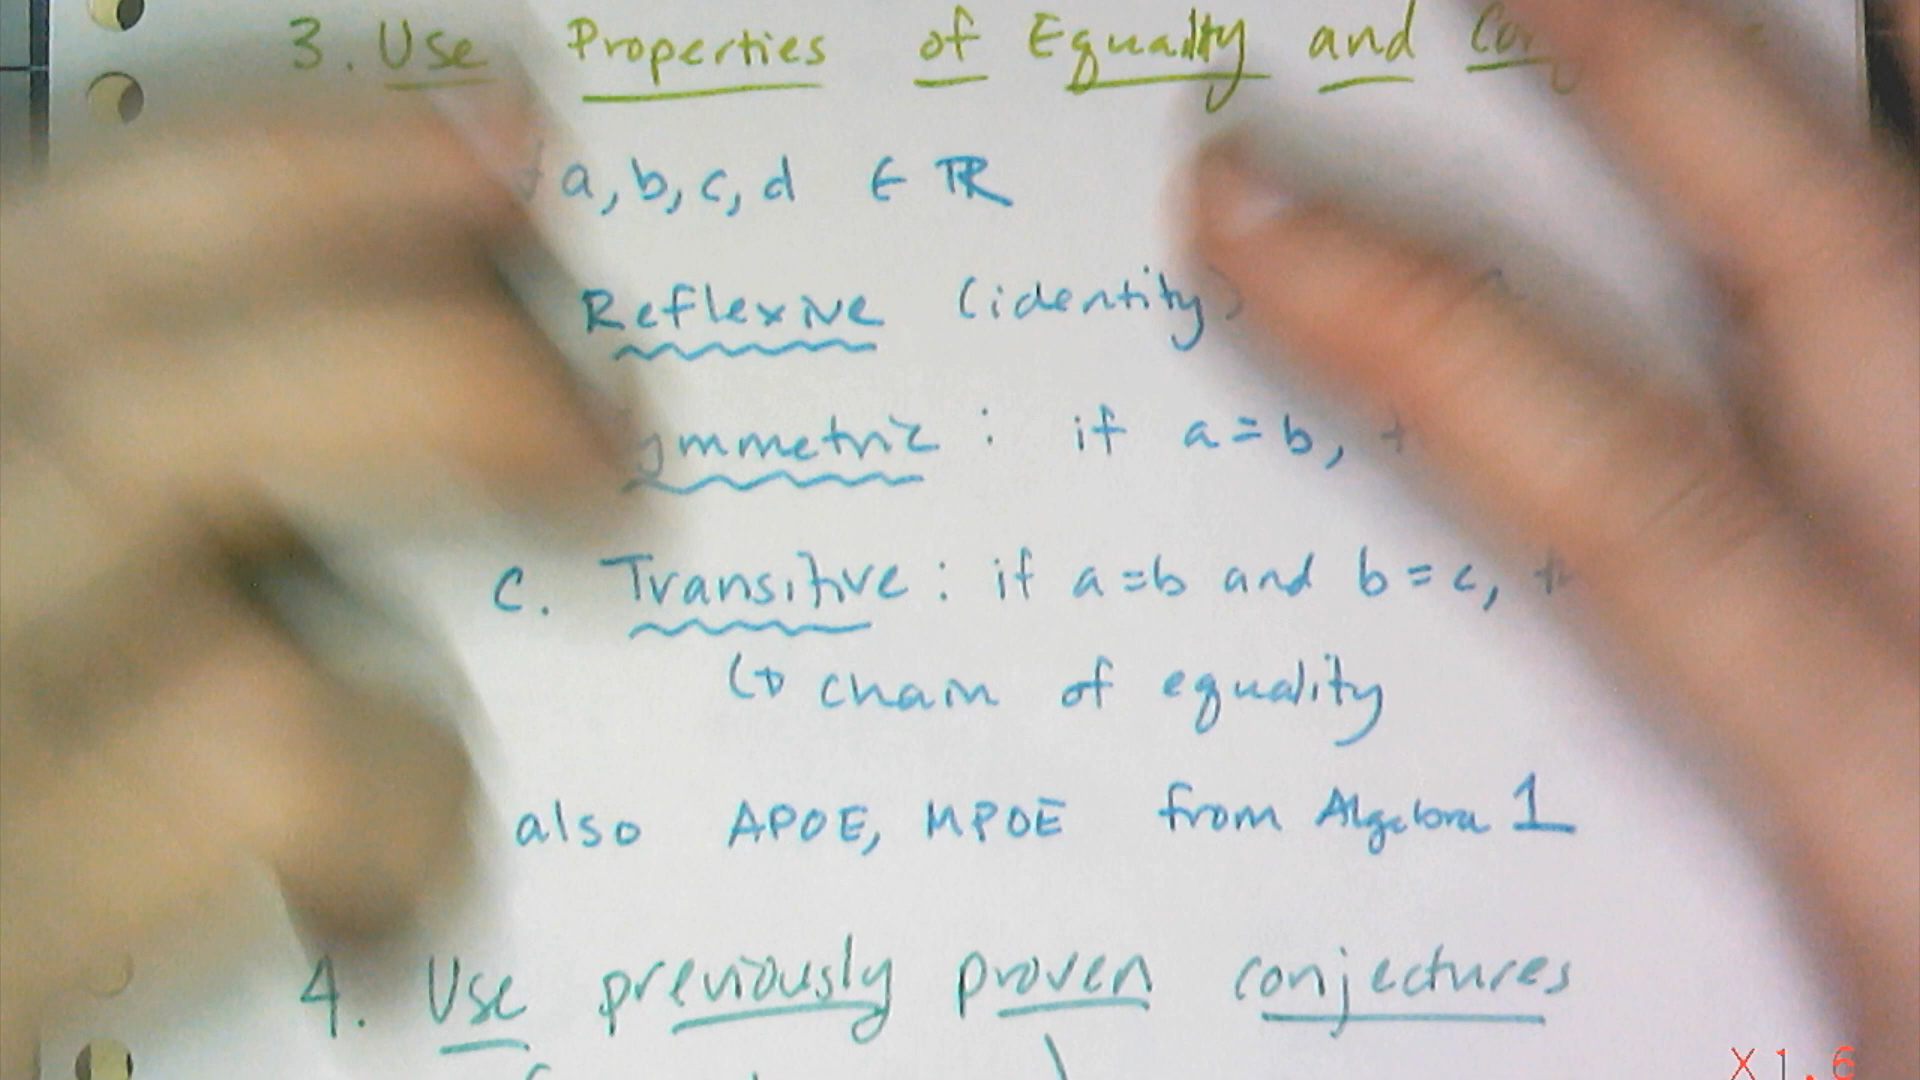 3. Use Properties of Equality and
∀ a, b, c, d ∈ ℝ
Reflexive (identity)
ymmetric : if a = b,
c. Transitive : if a = b and b = c,
↳ chain of equality
also APOE, MPOE from Algebra 1
4. Use previously proven conjectures
X1.6